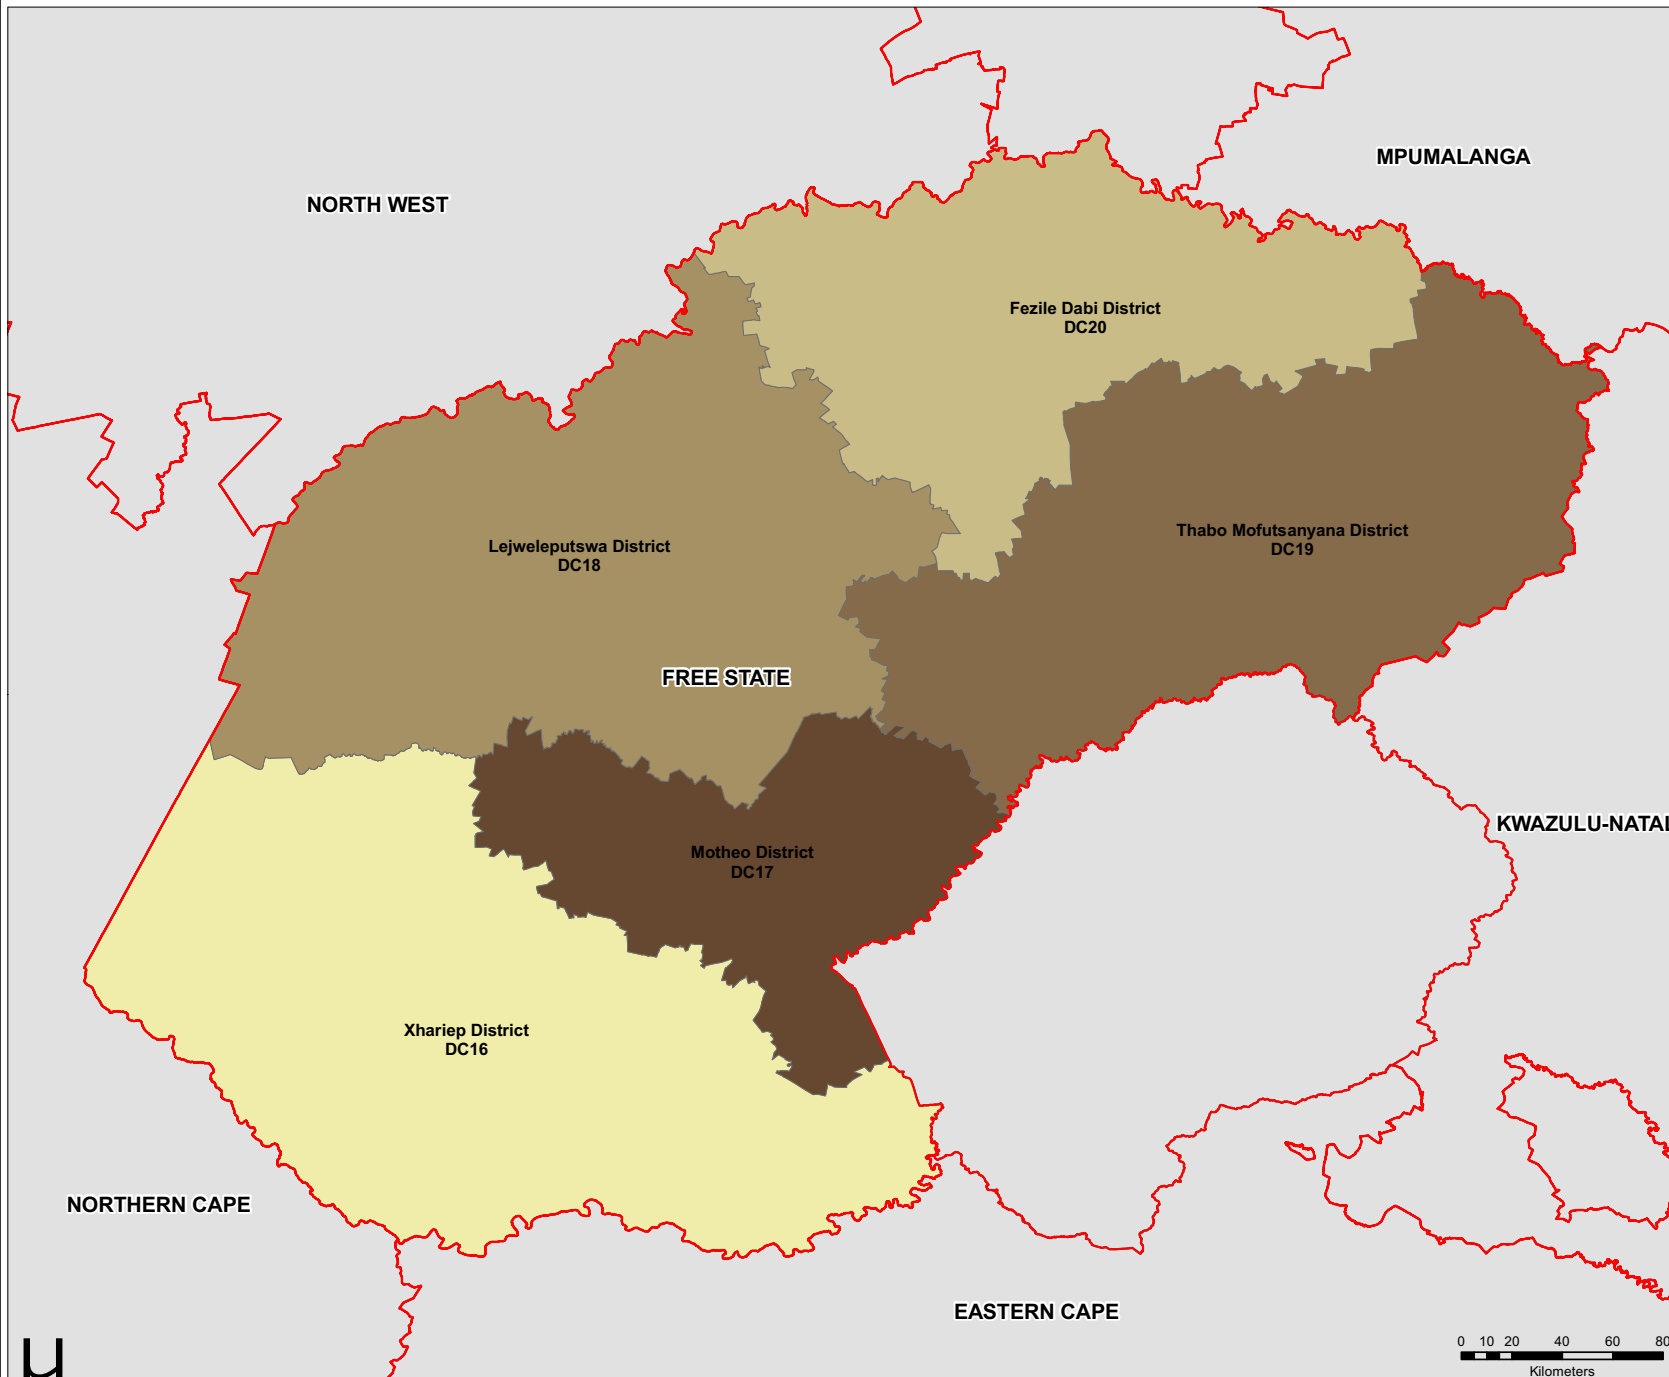 MPUMALANGA
NORTH WEST
Fezile Dabi District
DC20
Thabo Mofutsanyana District
DC19
Lejweleputswa District
DC18
FREE STATE
KWAZULU-NATAL
Motheo District
DC17
Xhariep District
DC16
NORTHERN CAPE
EASTERN CAPE
µ
0 10 20 40 60 80
Kilometers